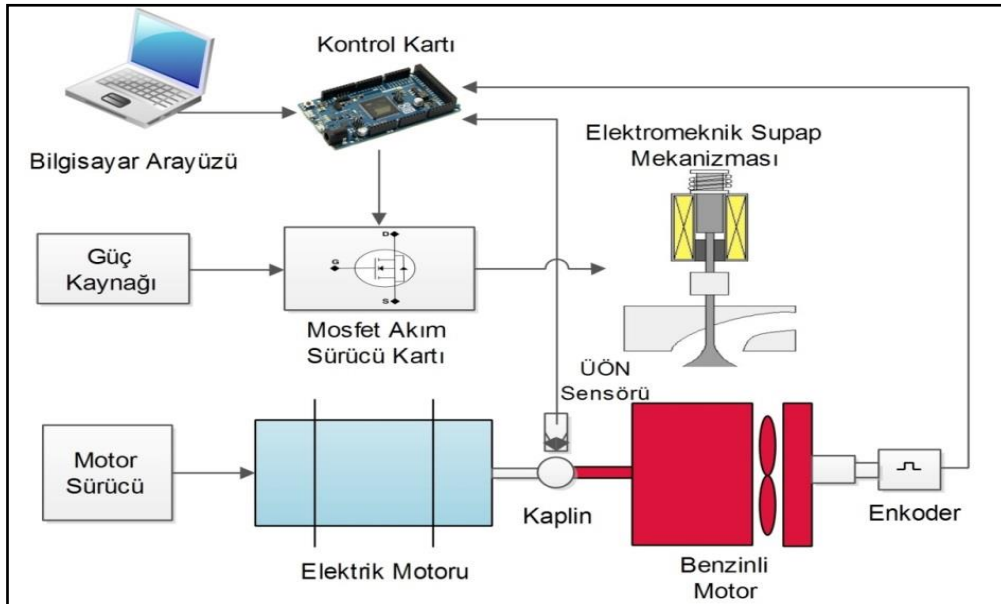 Kontrol Kartı
Bilgisayar Arayüzü
Elektromeknik Supap
Mekanizması
Güç
Kaynağı
D
G
S
Mosfet Akım
Sürücü Kartı
ÜÖN
Sensörü
Motor
Sürücü
Kaplin
Enkoder
Elektrik Motoru
Benzinli
Motor